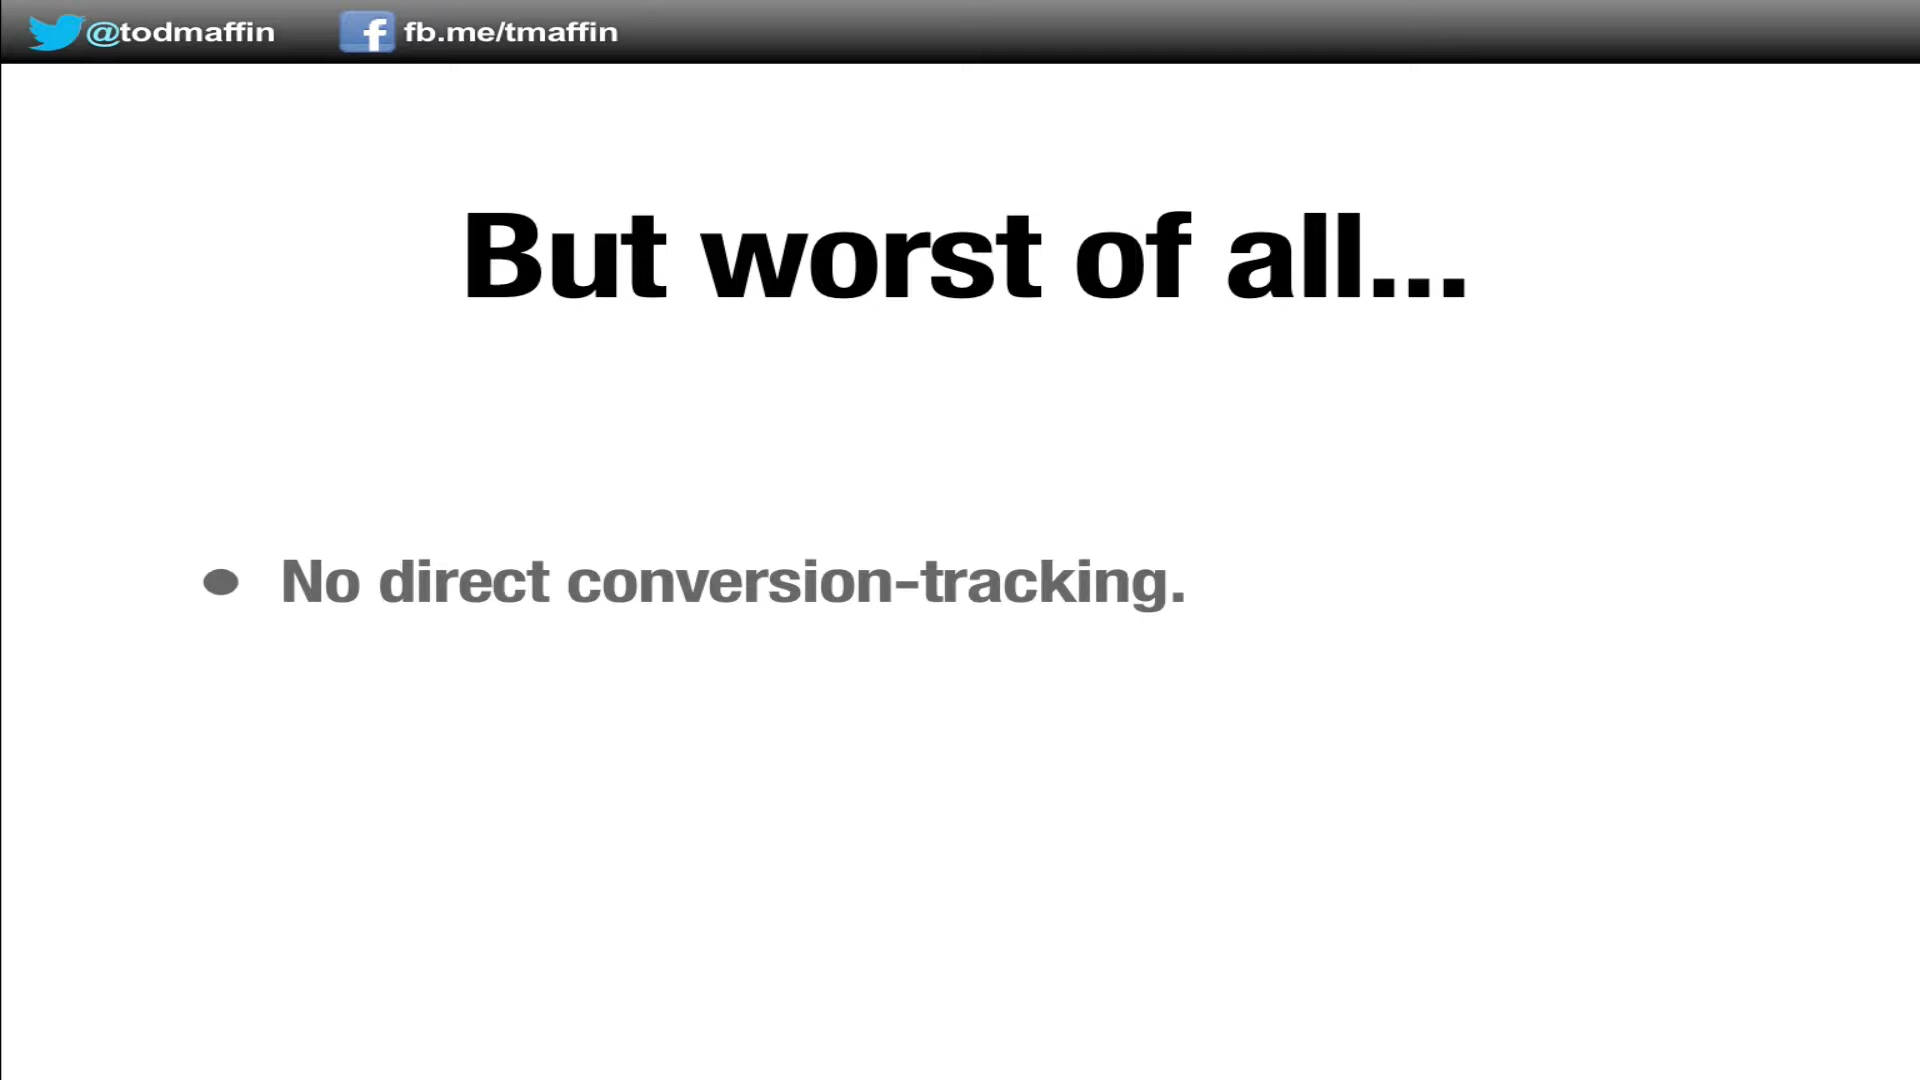 @todmaffin fb.me/tmaffin
But worst of all...
• No direct conversion-tracking.